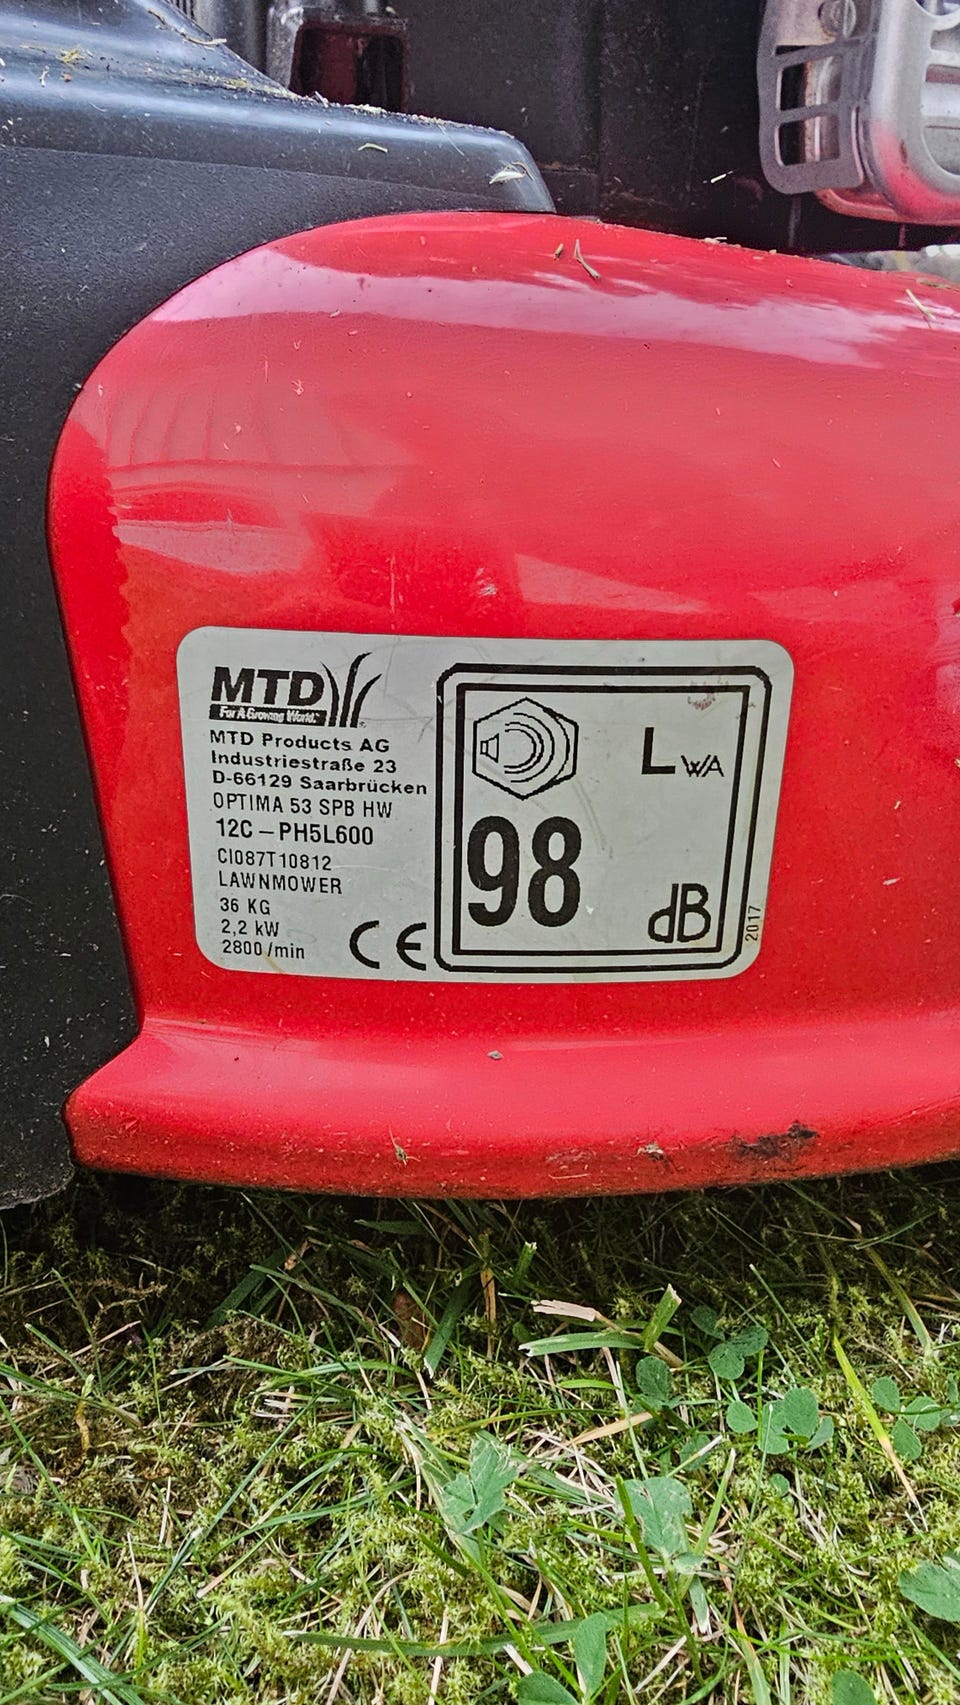 MTD
For A Growing World.
MTD Products AG
Industriestraße 23
D-66129 Saarbrücken
OPTIMA 53 SPB HW
12C-PH5L600
CI087T10812
LAWNMOWER
36 KG
2,2 kW
2800 /min
CE
LWA
98
dB
2017